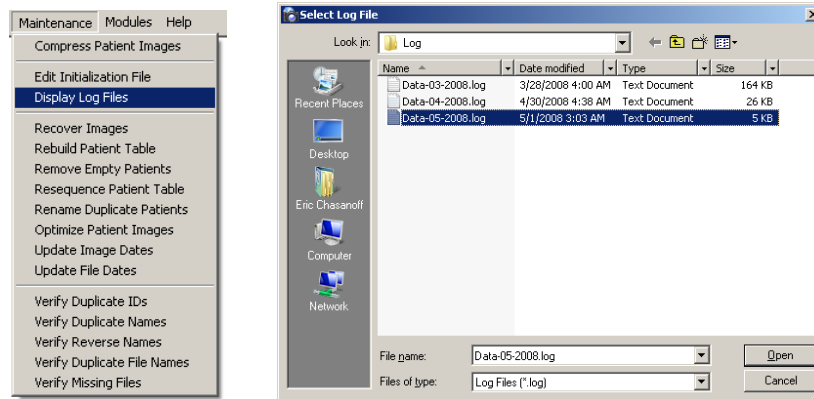 Maintenance Modules Help
Compress Patient Images
Edit Initialization File
Display Log Files
Recover Images
Rebuild Patient Table
Remove Empty Patients
Resequence Patient Table
Rename Duplicate Patients
Optimize Patient Images
Update Image Dates
Update File Dates
Verify Duplicate IDs
Verify Duplicate Names
Verify Reverse Names
Verify Duplicate File Names
Verify Missing Files
Select Log File
Look in: Log
Name Date modified Type Size
Data-03-2008.log 3/28/2008 4:00 AM Text Document 164 KB
Data-04-2008.log 4/30/2008 4:38 AM Text Document 26 KB
Data-05-2008.log 5/1/2008 3:03 AM Text Document 5 KB
Recent Places
Desktop
Eric Chasanoff
Computer
Network
File name: Data-05-2008.log Open
Files of type: Log Files (*.log) Cancel